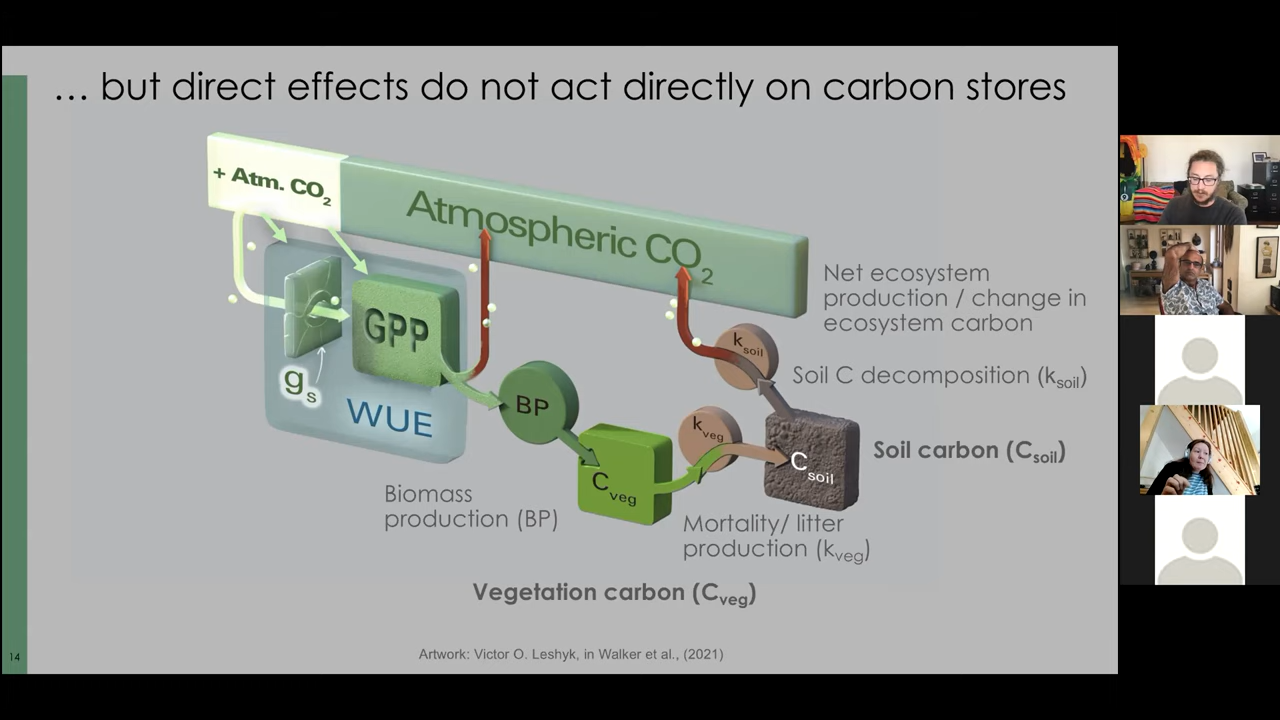 … but direct effects do not act directly on carbon stores
+ Atm. CO2
Atmospheric CO2
GPP
gs
WUE
BP
Cveg
kveg
Csoil
ksoil
Net ecosystem
production / change in
ecosystem carbon
Soil C decomposition (ksoil)
Soil carbon (Csoil)
Biomass
production (BP)
Mortality/ litter
production (kveg)
Vegetation carbon (Cveg)
Artwork: Victor O. Leshyk, in Walker et al., (2021)
14